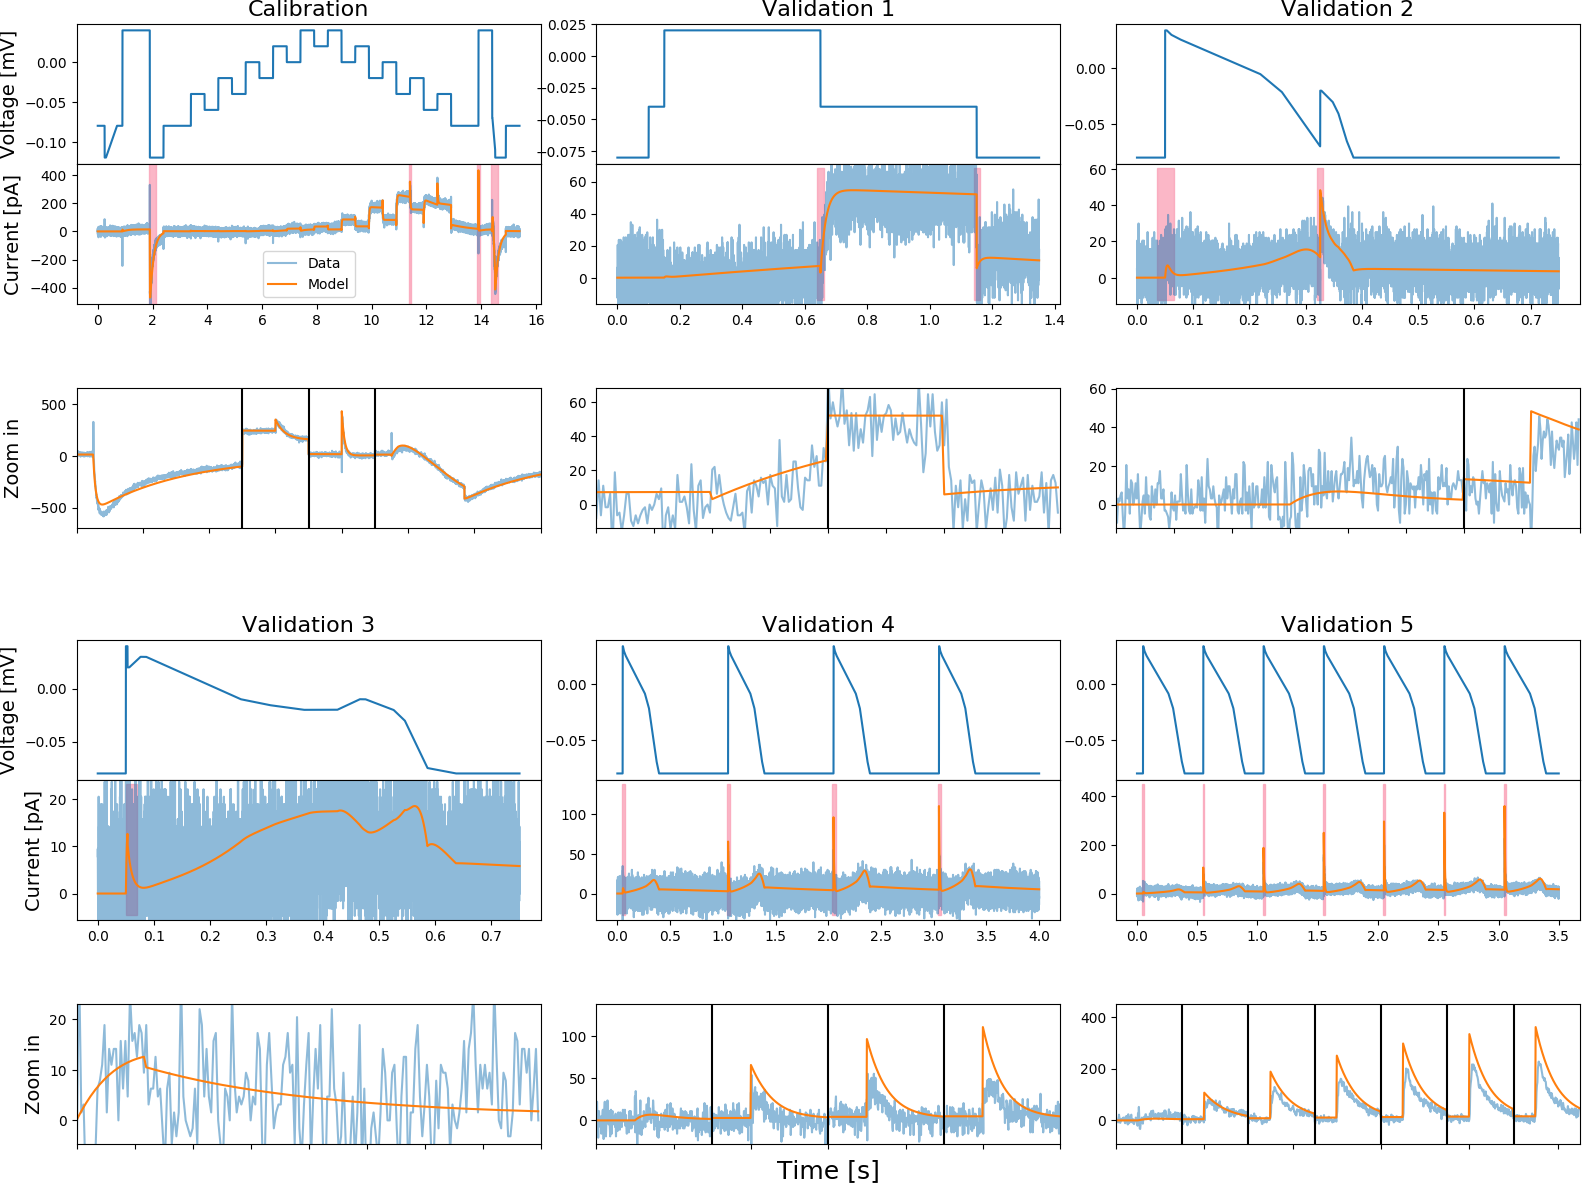 Calibration
Validation 1
Validation 2
Voltage [mV]
0.00
−0.05
−0.10
0.025
0.000
−0.025
−0.050
−0.075
0.00
−0.05
Current [pA]
400
200
0
−200
−400
Data
Model
60
40
20
0
60
40
20
0
0 2 4 6 8 10 12 14 16
0.0 0.2 0.4 0.6 0.8 1.0 1.2 1.4
0.0 0.1 0.2 0.3 0.4 0.5 0.6 0.7
Zoom in
500
0
−500
60
40
20
0
60
40
20
0
Validation 3
Validation 4
Validation 5
Voltage [mV]
0.00
−0.05
0.00
−0.05
0.00
−0.05
Current [pA]
20
10
0
100
50
0
400
200
0
0.0 0.1 0.2 0.3 0.4 0.5 0.6 0.7
0.0 0.5 1.0 1.5 2.0 2.5 3.0 3.5 4.0
0.0 0.5 1.0 1.5 2.0 2.5 3.0 3.5
Zoom in
20
10
0
100
50
0
400
200
0
Time [s]